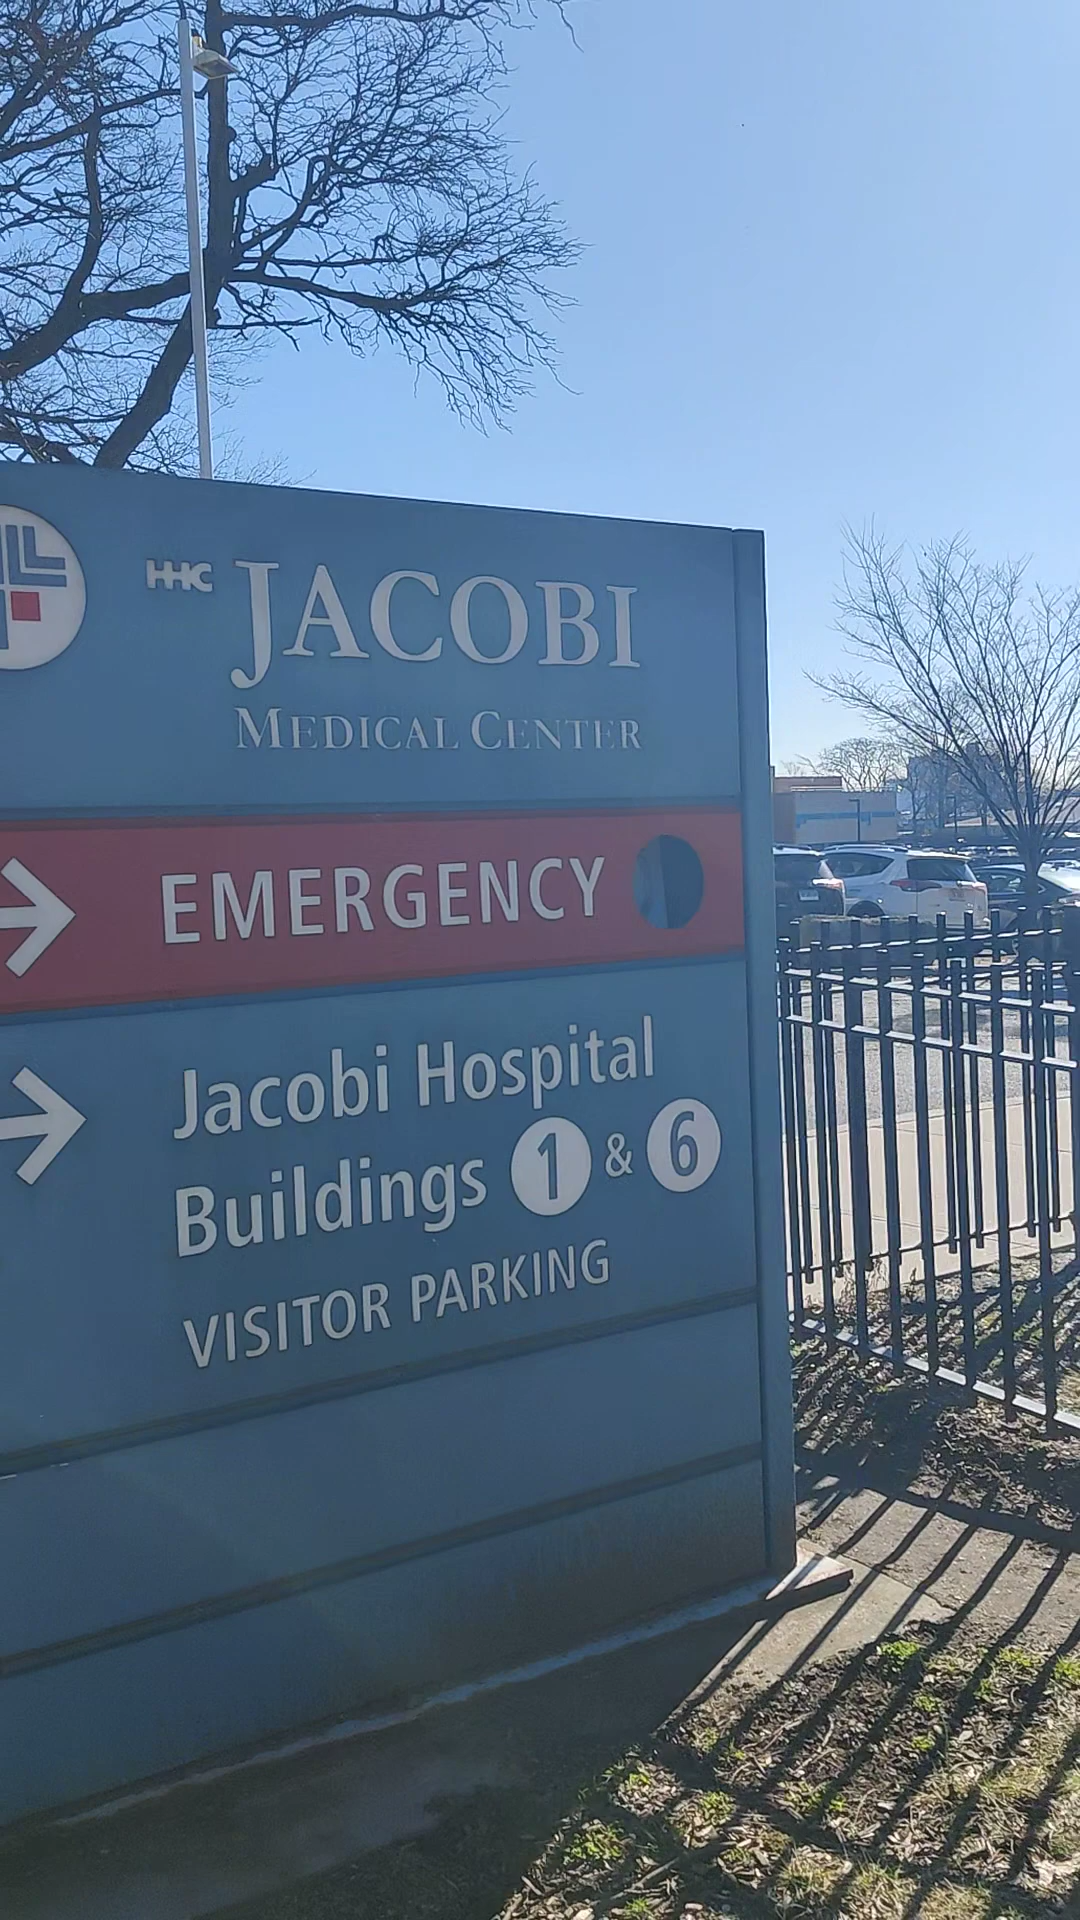 HHC JACOBI
MEDICAL CENTER
EMERGENCY
Jacobi Hospital
Buildings 1 & 6
VISITOR PARKING